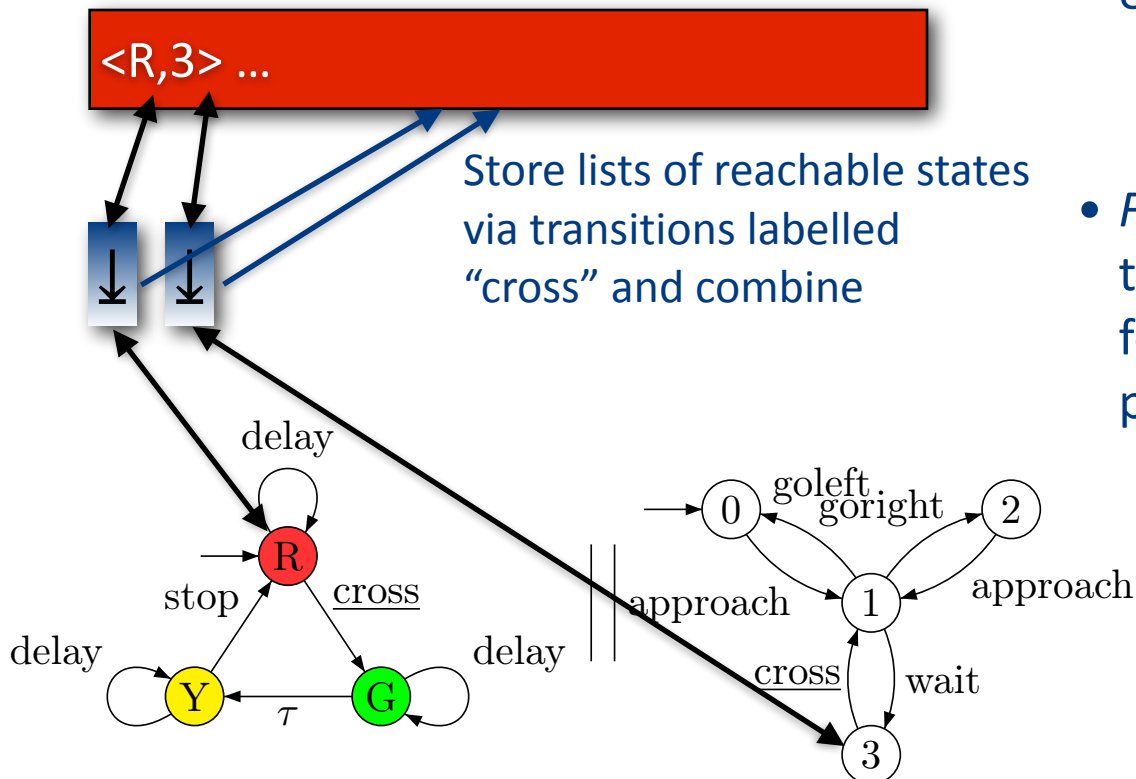 <R,3> ...
Store lists of reachable states
via transitions labelled
“cross” and combine
delay
R
stop
cross
delay
Y
τ
G
delay
||
0
goleft
goright
2
approach
1
approach
cross
wait
3